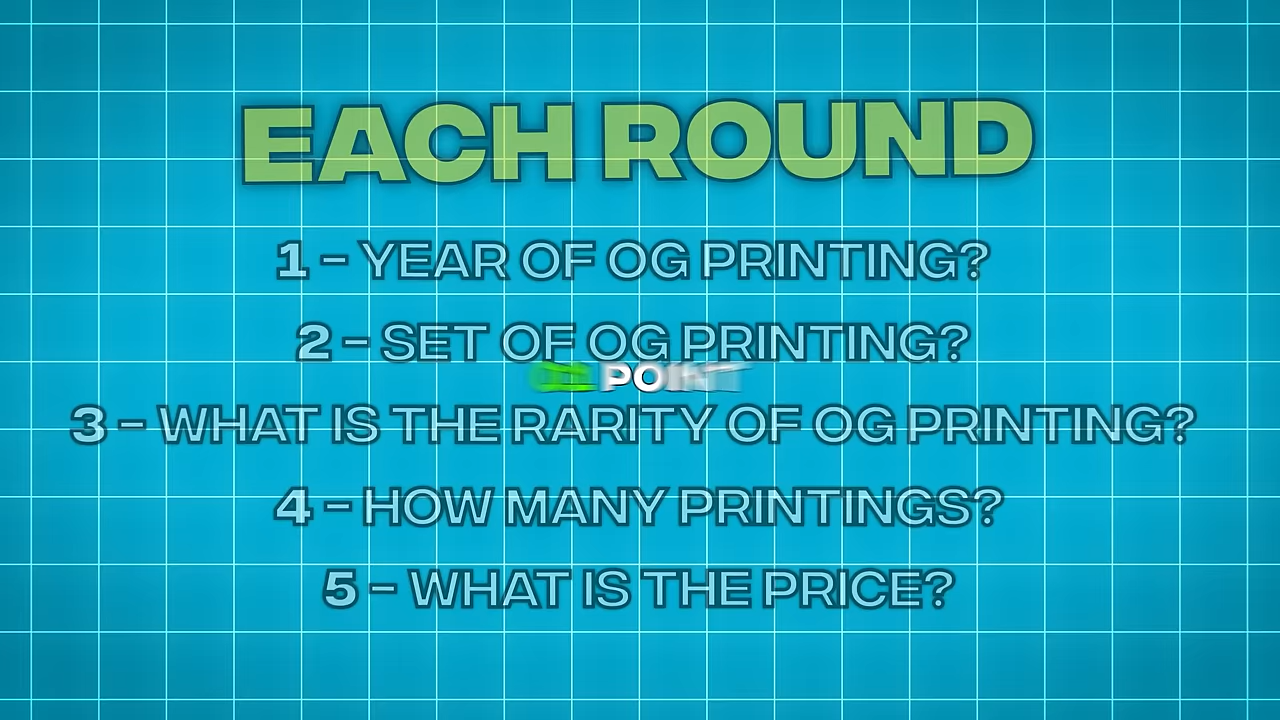 EACH ROUND
1 – YEAR OF OG PRINTING?
2 – SET OF OG PRINTING?
POINT
3 – WHAT IS THE RARITY OF OG PRINTING?
4 – HOW MANY PRINTINGS?
5 – WHAT IS THE PRICE?